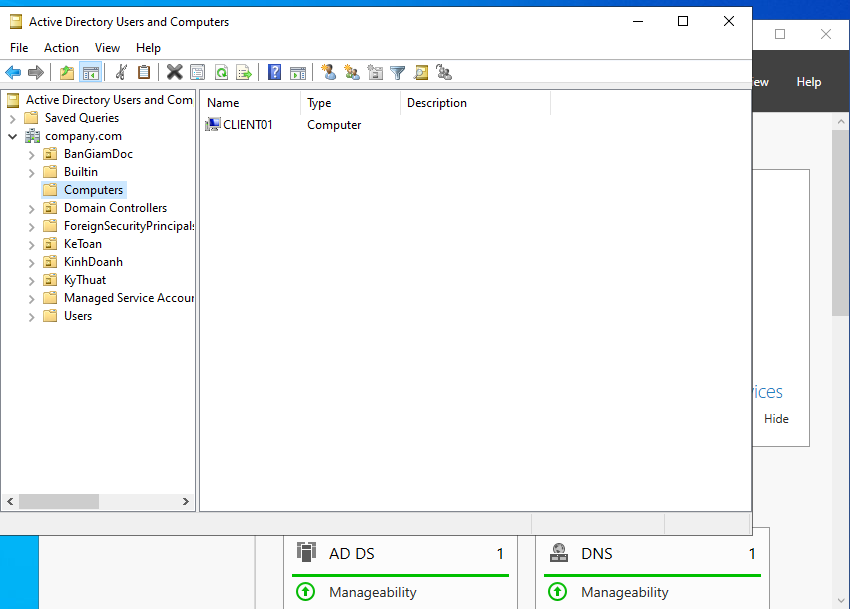 Active Directory Users and Computers
File Action View Help
Active Directory Users and Com
Saved Queries
company.com
BanGiamDoc
Builtin
Computers
Domain Controllers
ForeignSecurityPrincipals
KeToan
KinhDoanh
KyThuat
Managed Service Accour
Users
Name Type Description
CLIENT01 Computer
ew Help
ices
Hide
AD DS 1
Manageability
DNS 1
Manageability